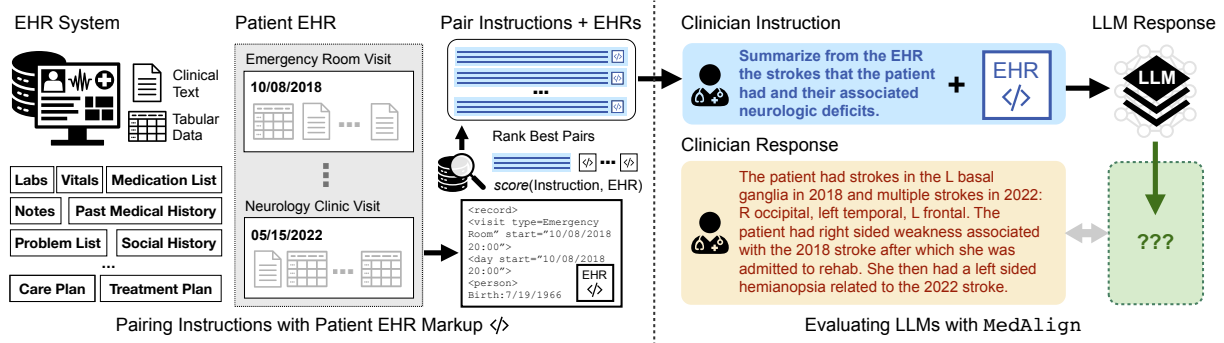 EHR System
Clinical
Text
Tabular
Data
Labs
Vitals
Medication List
Notes
Past Medical History
Problem List
Social History
...
Care Plan
Treatment Plan
Patient EHR
Emergency Room Visit
10/08/2018
...
Neurology Clinic Visit
05/15/2022
...
Pair Instructions + EHRs
</>
</>
...
</>
Rank Best Pairs
</> ... </>
score(Instruction, EHR)
<record>
<visit type=Emergency
Room” start=”10/08/2018
20:00”>
<day start=”10/08/2018
20:00”>
<person>
Birth:7/19/1966
EHR
</>
Pairing Instructions with Patient EHR Markup </>
Clinician Instruction
Summarize from the EHR
the strokes that the patient
had and their associated
neurologic deficits.
+
EHR
</>
LLM Response
LLM
Clinician Response
The patient had strokes in the L basal
ganglia in 2018 and multiple strokes in 2022:
R occipital, left temporal, L frontal. The
patient had right sided weakness associated
with the 2018 stroke after which she was
admitted to rehab. She then had a left sided
hemianopsia related to the 2022 stroke.
???
Evaluating LLMs with MedAlign